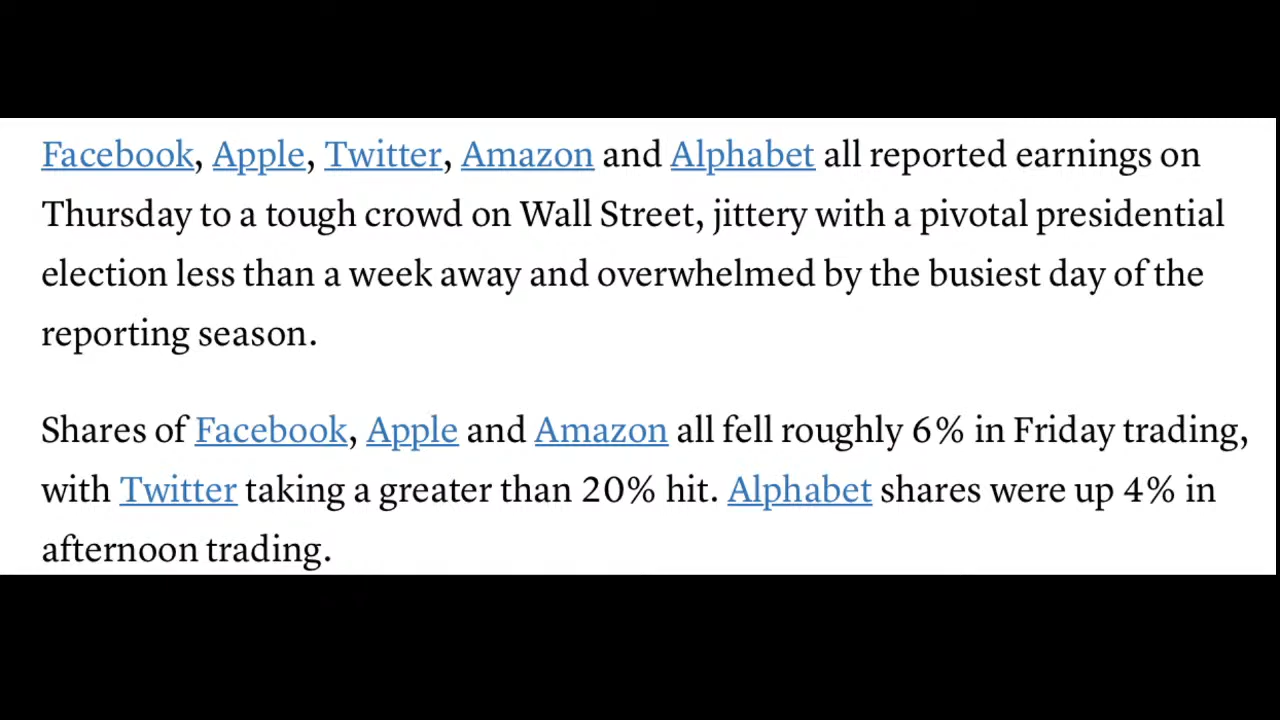 Facebook, Apple, Twitter, Amazon and Alphabet all reported earnings on
Thursday to a tough crowd on Wall Street, jittery with a pivotal presidential
election less than a week away and overwhelmed by the busiest day of the
reporting season.
Shares of Facebook, Apple and Amazon all fell roughly 6% in Friday trading,
with Twitter taking a greater than 20% hit. Alphabet shares were up 4% in
afternoon trading.